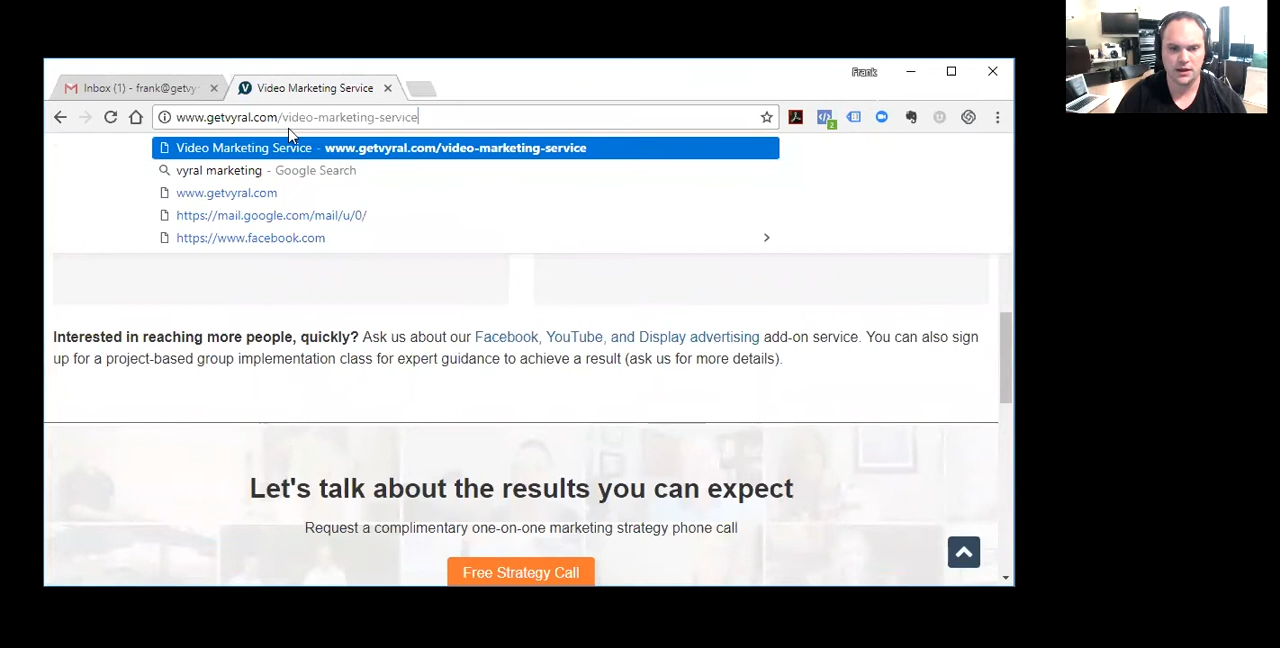 Frank
Inbox (1) - frank@getvy
Video Marketing Service
www.getvyral.com/video-marketing-service
2
Video Marketing Service - www.getvyral.com/video-marketing-service
vyral marketing - Google Search
www.getvyral.com
https://mail.google.com/mail/u/0/
https://www.facebook.com
Interested in reaching more people, quickly? Ask us about our Facebook, YouTube, and Display advertising add-on service. You can also sign
up for a project-based group implementation class for expert guidance to achieve a result (ask us for more details).
Let's talk about the results you can expect
Request a complimentary one-on-one marketing strategy phone call
Free Strategy Call